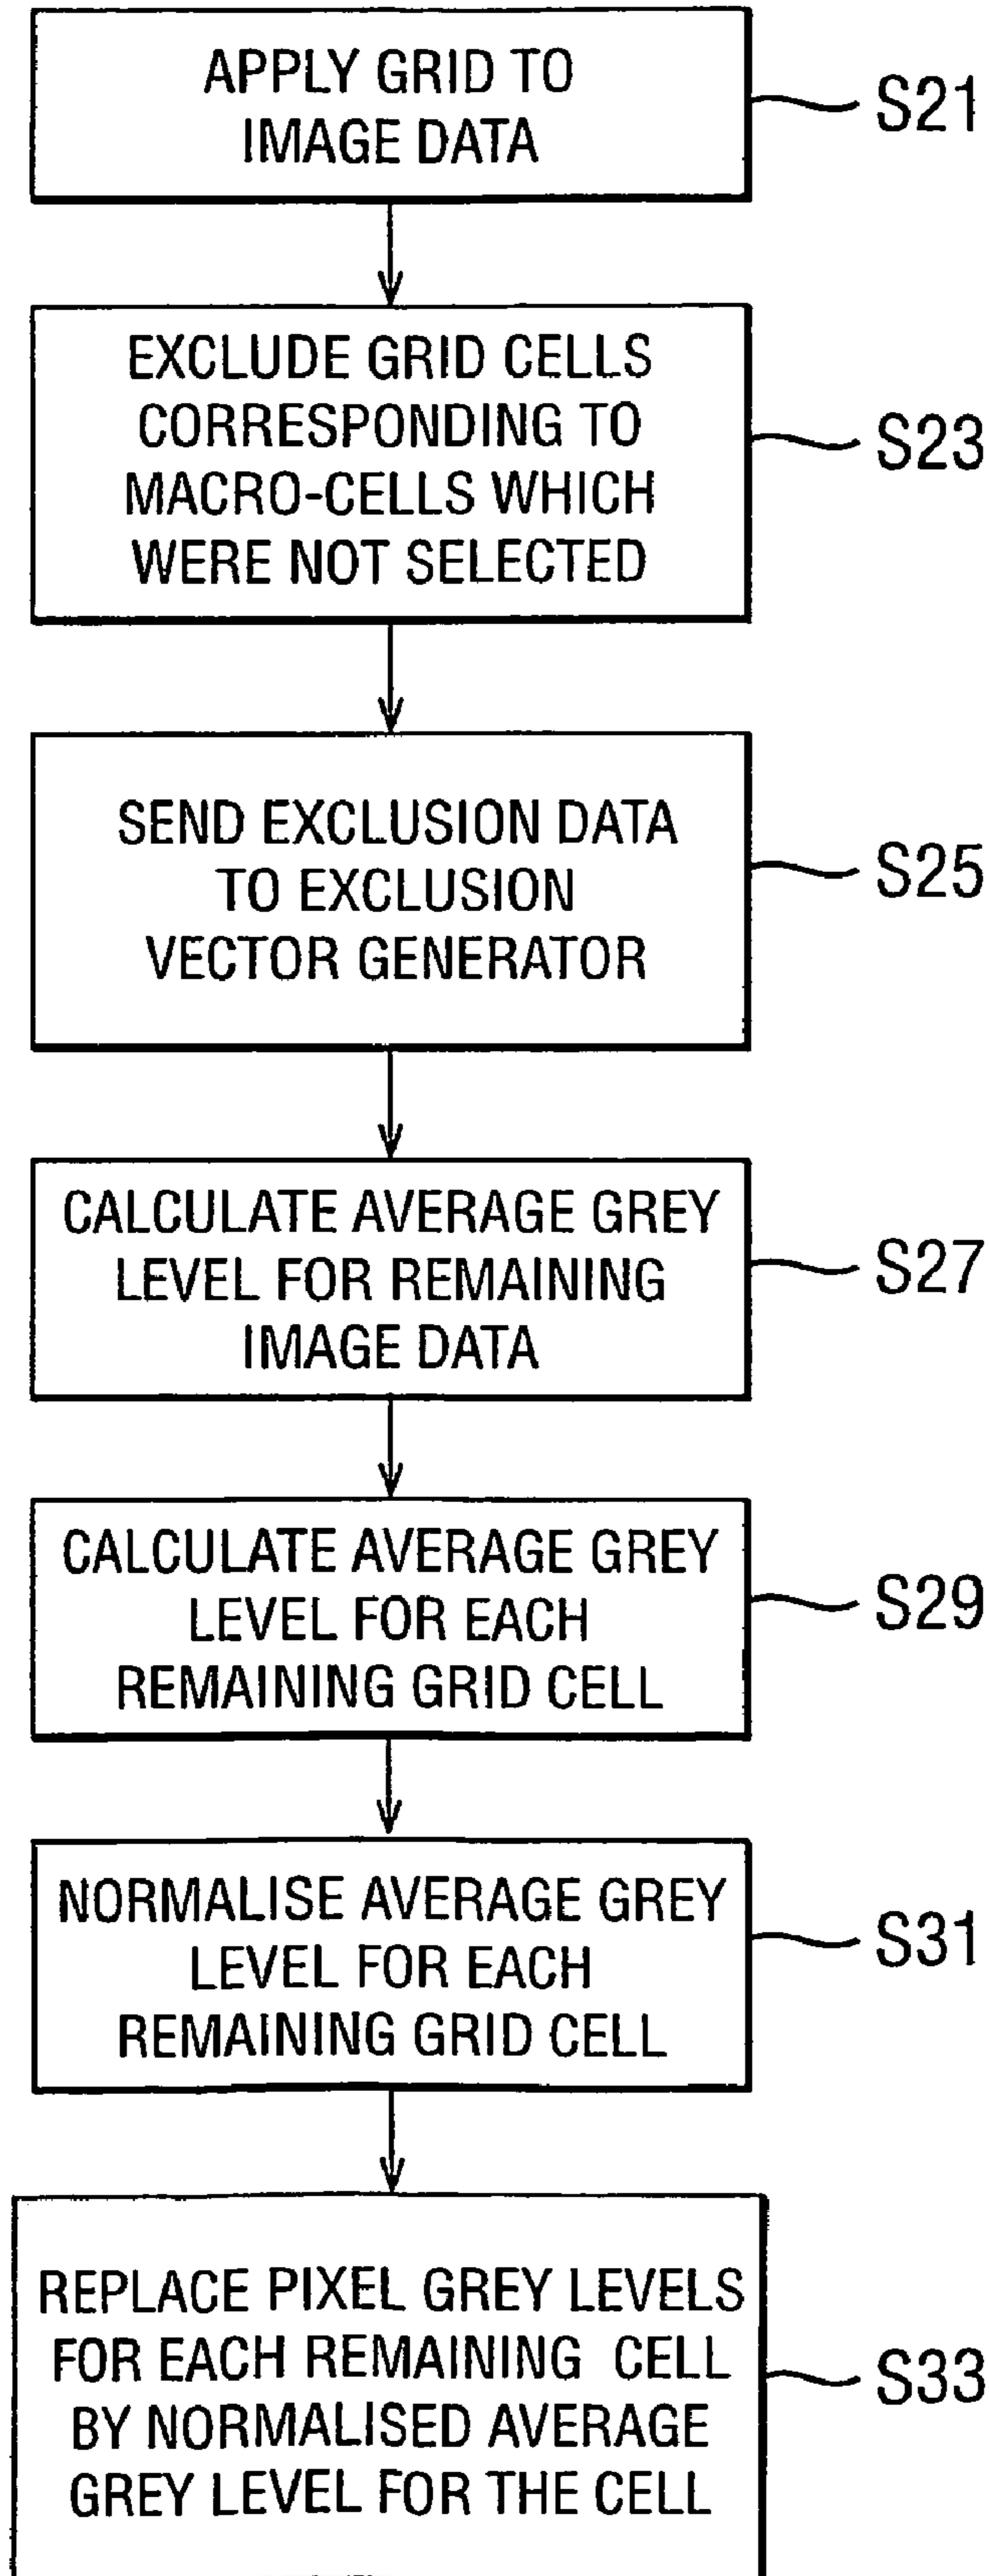 APPLY GRID TO
IMAGE DATA
S21
EXCLUDE GRID CELLS
CORRESPONDING TO
MACRO-CELLS WHICH
WERE NOT SELECTED
S23
SEND EXCLUSION DATA
TO EXCLUSION
VECTOR GENERATOR
S25
CALCULATE AVERAGE GREY
LEVEL FOR REMAINING
IMAGE DATA
S27
CALCULATE AVERAGE GREY
LEVEL FOR EACH
REMAINING GRID CELL
S29
NORMALISE AVERAGE GREY
LEVEL FOR EACH
REMAINING GRID CELL
S31
REPLACE PIXEL GREY LEVELS
FOR EACH REMAINING CELL
BY NORMALISED AVERAGE
GREY LEVEL FOR THE CELL
S33